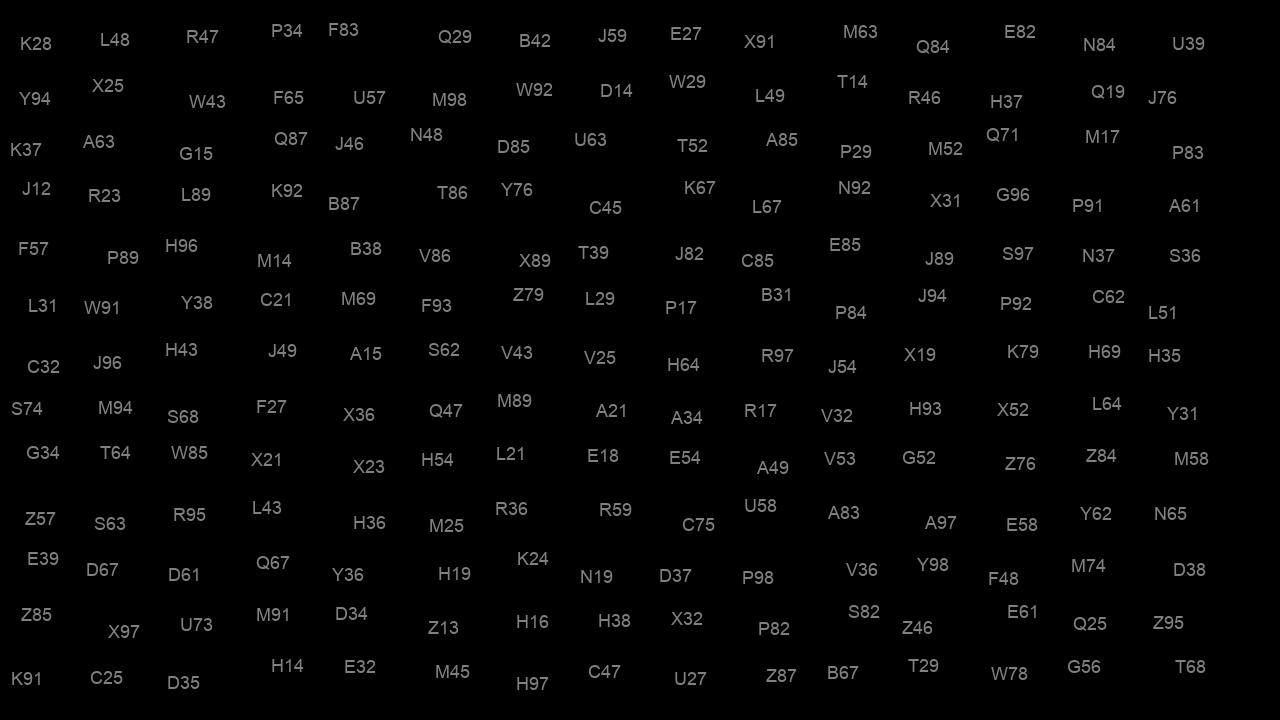 K28 L48 R47 P34 F83 Q29 B42 J59 E27 X91 M63 Q84 E82 N84 U39
Y94 X25 W43 F65 U57 M98 W92 D14 W29 L49 T14 R46 H37 Q19 J76
K37 A63 G15 Q87 J46 N48 D85 U63 T52 A85 P29 M52 Q71 M17 P83
J12 R23 L89 K92 B87 T86 Y76 C45 K67 L67 N92 X31 G96 P91 A61
F57 P89 H96 M14 B38 V86 X89 T39 J82 C85 E85 J89 S97 N37 S36
L31 W91 Y38 C21 M69 F93 Z79 L29 P17 B31 P84 J94 P92 C62 L51
C32 J96 H43 J49 A15 S62 V43 V25 H64 R97 J54 X19 K79 H69 H35
S74 M94 S68 F27 X36 Q47 M89 A21 A34 R17 V32 H93 X52 L64 Y31
G34 T64 W85 X21 X23 H54 L21 E18 E54 A49 V53 G52 Z76 Z84 M58
Z57 S63 R95 L43 H36 M25 R36 R59 C75 U58 A83 A97 E58 Y62 N65
E39 D67 D61 Q67 Y36 H19 K24 N19 D37 P98 V36 Y98 F48 M74 D38
Z85 X97 U73 M91 D34 Z13 H16 H38 X32 P82 S82 Z46 E61 Q25 Z95
K91 C25 D35 H14 E32 M45 H97 C47 U27 Z87 B67 T29 W78 G56 T68